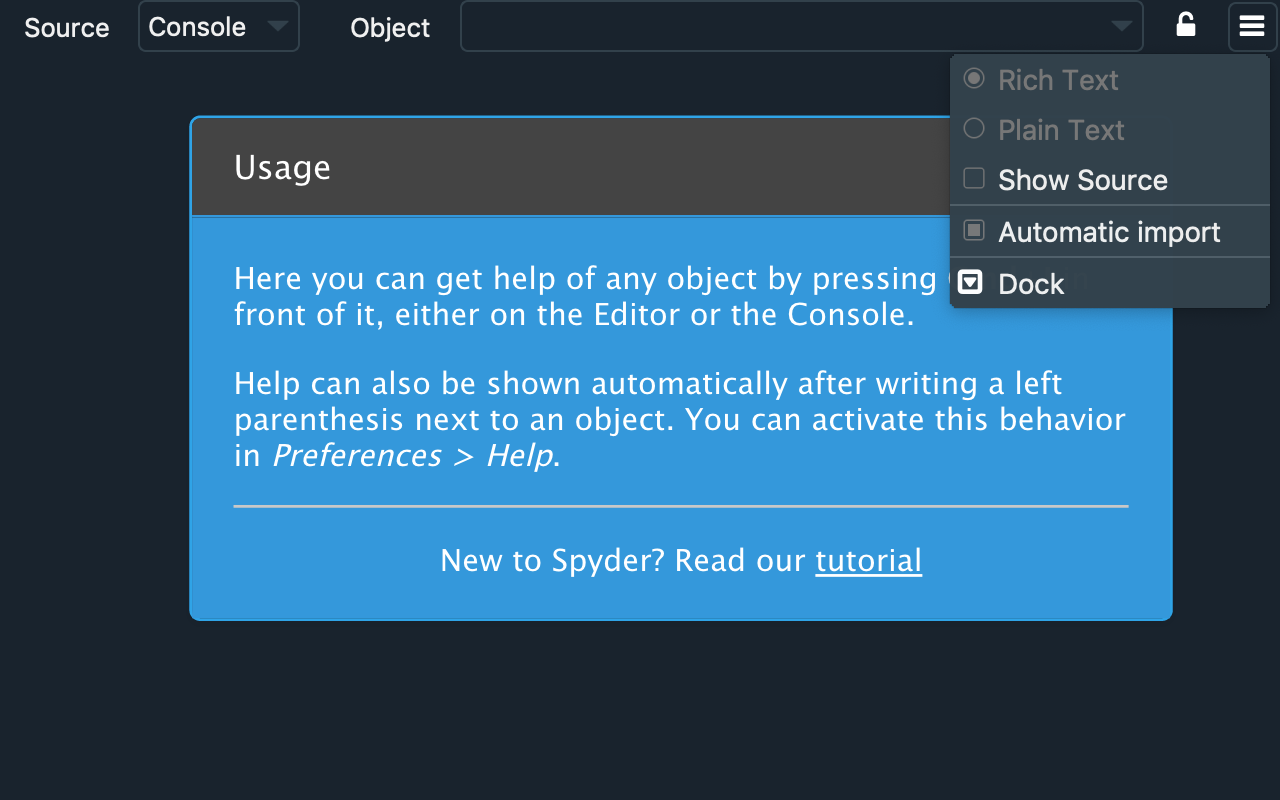 Source Console Object
Rich Text
Plain Text
Show Source
Automatic import
Dock
Usage
Here you can get help of any object by pressing
front of it, either on the Editor or the Console.
Help can also be shown automatically after writing a left
parenthesis next to an object. You can activate this behavior
in Preferences > Help.
New to Spyder? Read our tutorial